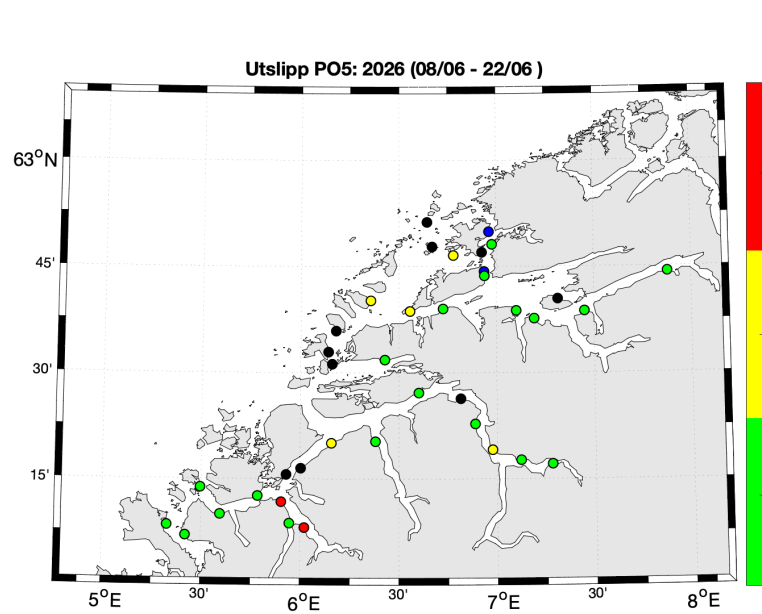 Utslipp PO5: 2026 (08/06 - 22/06 )
63°N
45'
30'
15'
5°E
30'
6°E
30'
7°E
30'
8°E